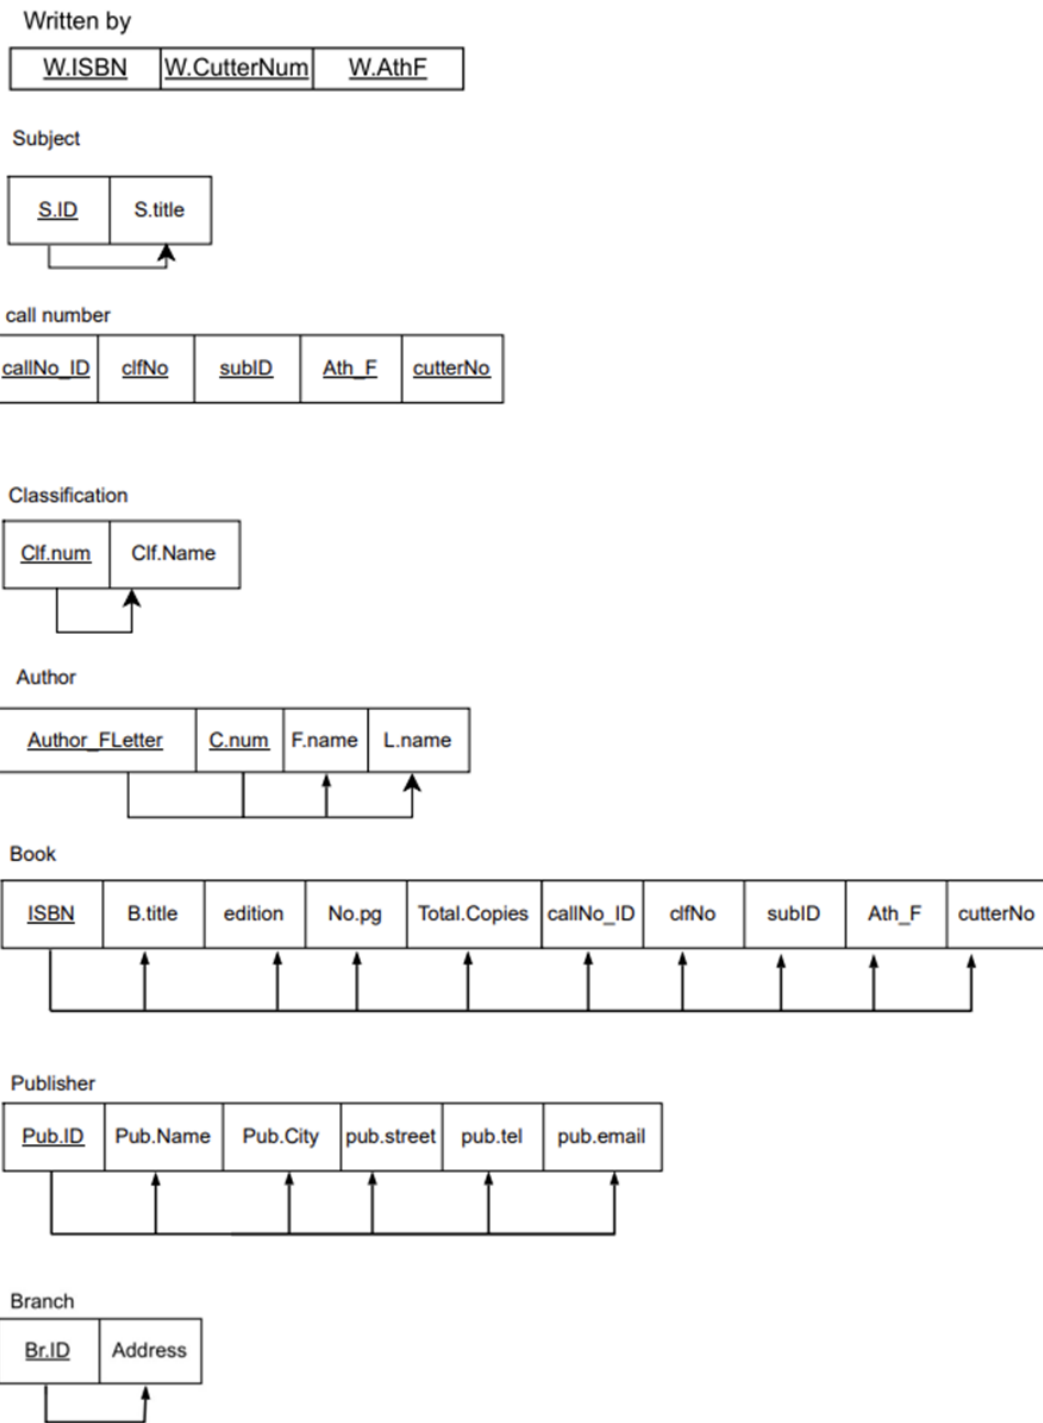 Written by
W.ISBN W.CutterNum W.AthF
Subject
S.ID S.title
call number
callNo_ID clfNo subID Ath_F cutterNo
Classification
Clf.num Clf.Name
Author
Author_FLetter C.num F.name L.name
Book
ISBN B.title edition No.pg Total.Copies callNo_ID clfNo subID Ath_F cutterNo
Publisher
Pub.ID Pub.Name Pub.City pub.street pub.tel pub.email
Branch
Br.ID Address